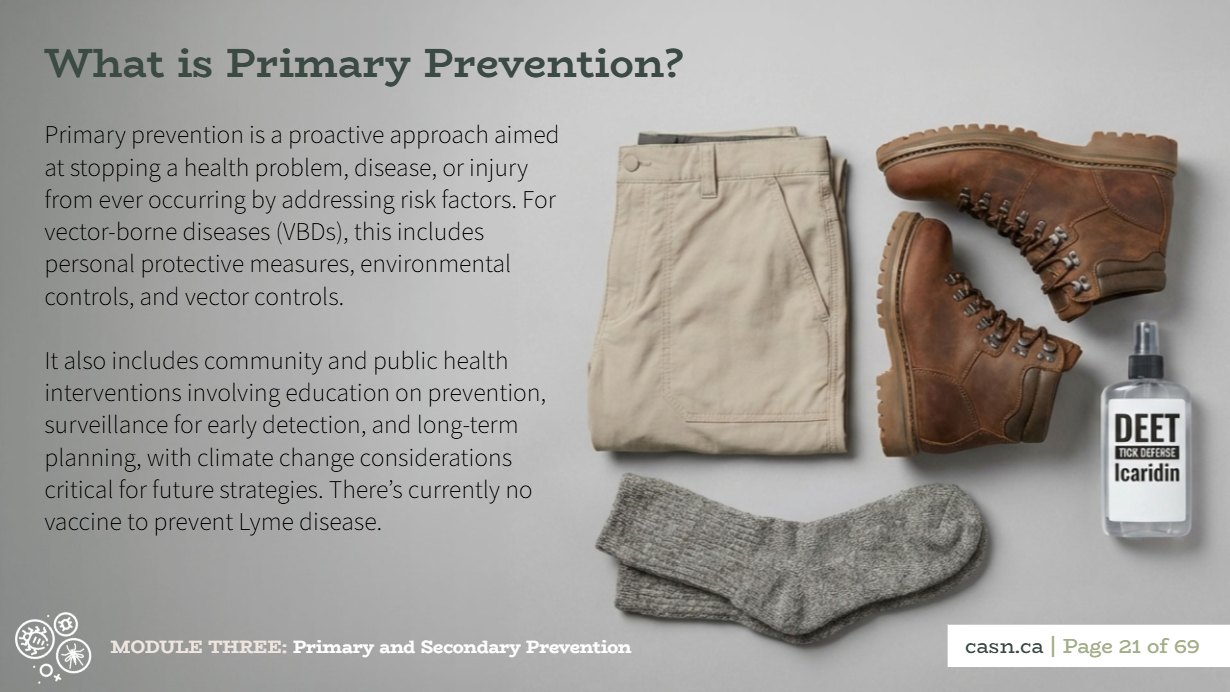 What is Primary Prevention?
Primary prevention is a proactive approach aimed
at stopping a health problem, disease, or injury
from ever occurring by addressing risk factors. For
vector-borne diseases (VBDs), this includes
personal protective measures, environmental
controls, and vector controls.
It also includes community and public health
interventions involving education on prevention,
surveillance for early detection, and long-term
planning, with climate change considerations
critical for future strategies. There’s currently no
vaccine to prevent Lyme disease.
DEET
TICK DEFENSE
Icaridin
MODULE THREE: Primary and Secondary Prevention
casn.ca | Page 21 of 69